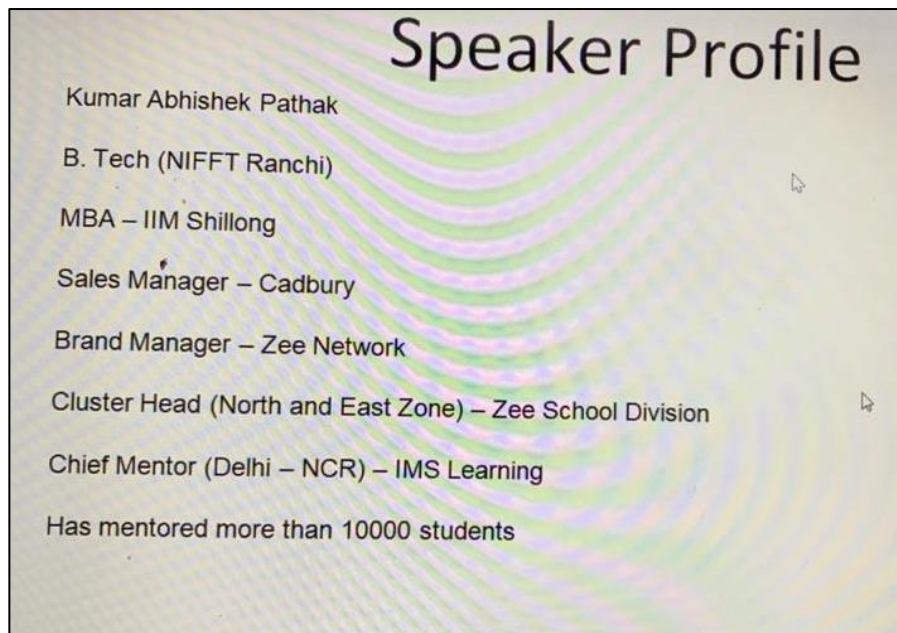 Speaker Profile
Kumar Abhishek Pathak
B. Tech (NIFFT Ranchi)
MBA – IIM Shillong
Sales Manager – Cadbury
Brand Manager – Zee Network
Cluster Head (North and East Zone) – Zee School Division
Chief Mentor (Delhi – NCR) – IMS Learning
Has mentored more than 10000 students